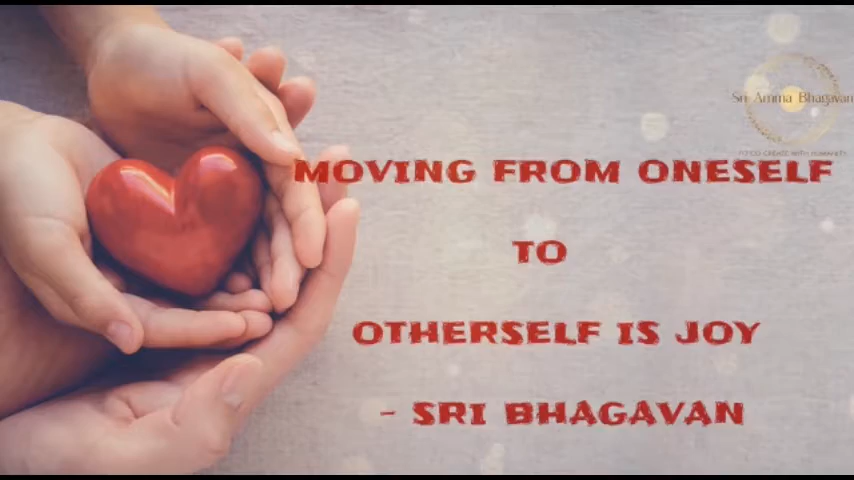 Sri Amma Bhagavan
MOVING FROM ONESELF
TO
OTHERSELF IS JOY
- SRI BHAGAVAN